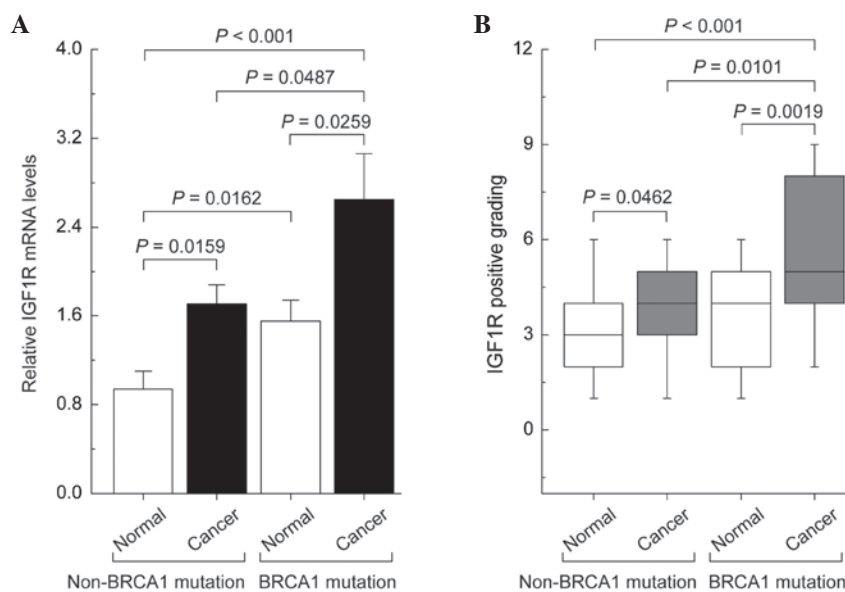 A
Relative IGF1R mRNA levels
4.0
3.2
2.4
1.6
0.8
0.0
P < 0.001
P = 0.0487
P = 0.0259
P = 0.0162
P = 0.0159
Normal
Cancer
Normal
Cancer
Non-BRCA1 mutation
BRCA1 mutation
B
IGF1R positive grading
12
9
6
3
0
P < 0.001
P = 0.0101
P = 0.0019
P = 0.0462
Normal
Cancer
Normal
Cancer
Non-BRCA1 mutation
BRCA1 mutation